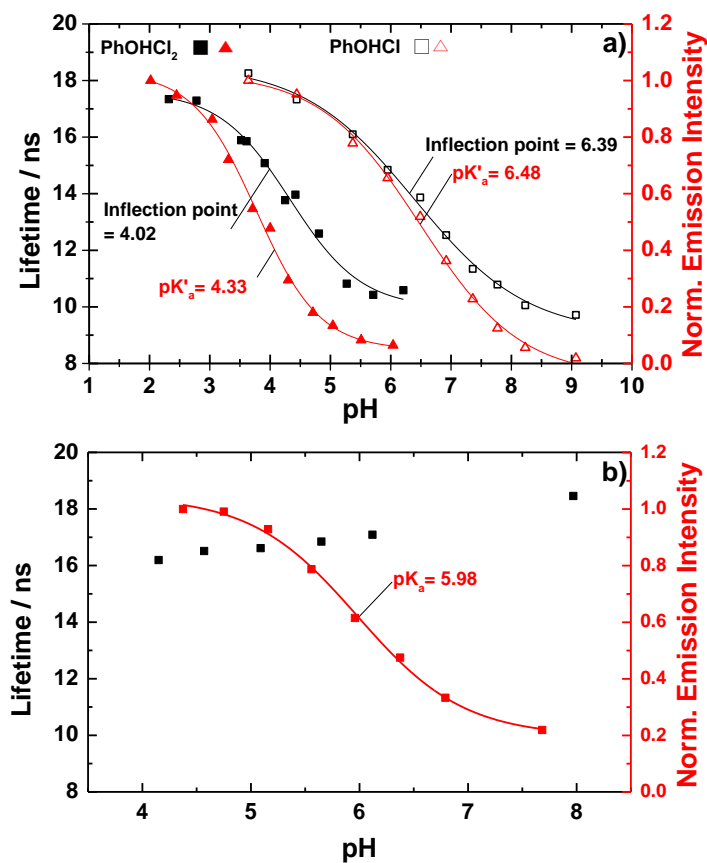 PhOHCl₂ PhOHCl a)
Inflection point = 6.39
pK'ₐ = 6.48
Inflection point
= 4.02
pK'ₐ = 4.33
20
18
16
14
12
10
8
Lifetime / ns
1.2
1.0
0.8
0.6
0.4
0.2
0.0
Norm. Emission Intensity
1 2 3 4 5 6 7 8 9 10
pH
b)
pKₐ = 5.98
20
18
16
14
12
10
8
Lifetime / ns
1.2
1.0
0.8
0.6
0.4
0.2
0.0
Norm. Emission Intensity
4 5 6 7 8
pH